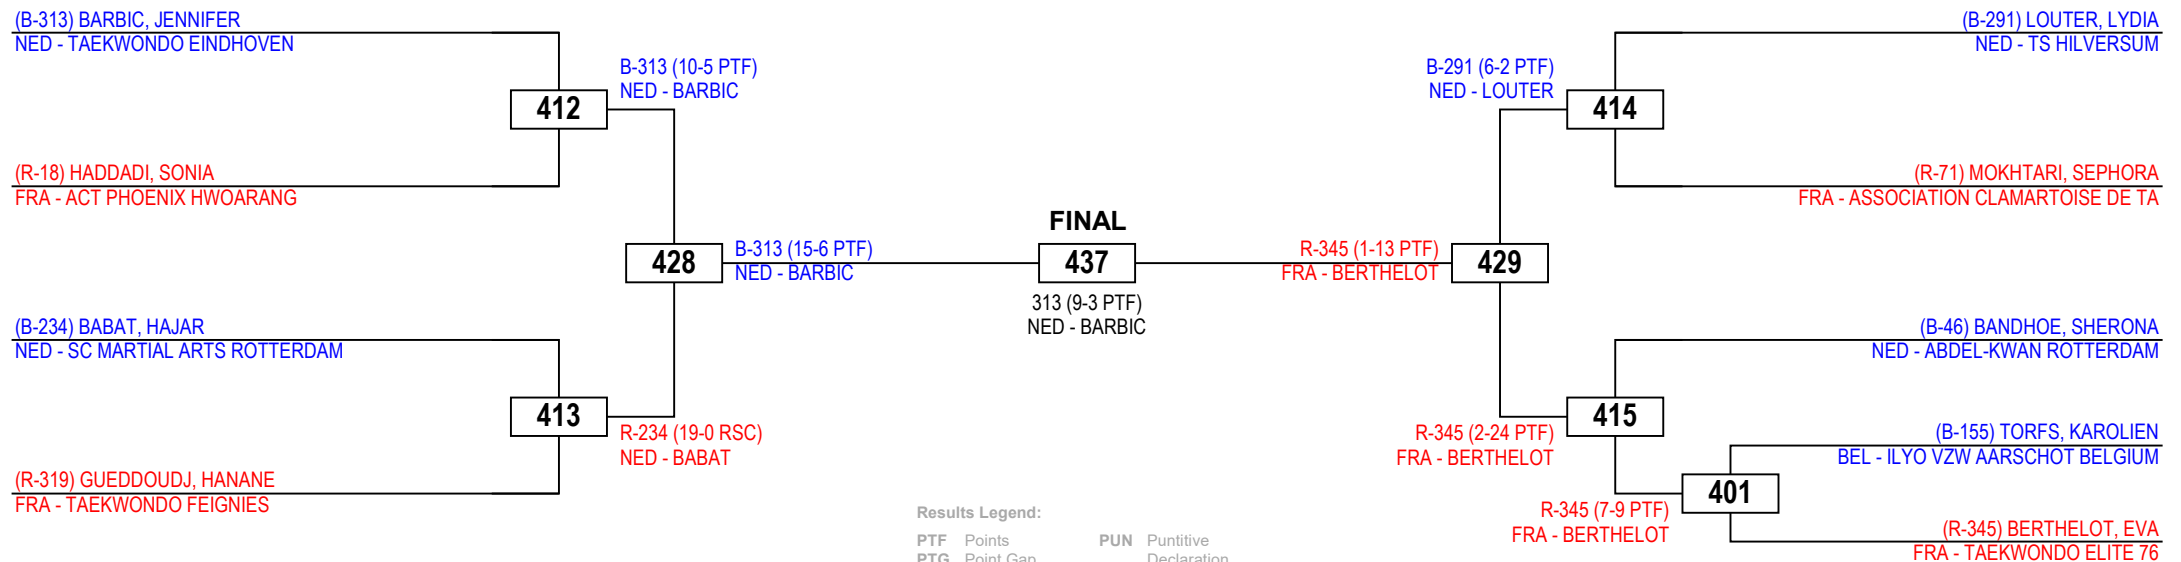 (B-313) BARBIC, JENNIFER
NED - TAEKWONDO EINDHOVEN
B-313 (10-5 PTF)
NED - BARBIC
412
(R-18) HADDADI, SONIA
FRA - ACT PHOENIX HWOARANG
428
B-313 (15-6 PTF)
NED - BARBIC
(B-234) BABAT, HAJAR
NED - SC MARTIAL ARTS ROTTERDAM
413
R-234 (19-0 RSC)
NED - BABAT
(R-319) GUEDDOUDJ, HANANE
FRA - TAEKWONDO FEIGNIES
FINAL
437
313 (9-3 PTF)
NED - BARBIC
(B-291) LOUTER, LYDIA
NED - TS HILVERSUM
B-291 (6-2 PTF)
NED - LOUTER
414
(R-71) MOKHTARI, SEPHORA
FRA - ASSOCIATION CLAMARTOISE DE TA
R-345 (1-13 PTF)
FRA - BERTHELOT
429
(B-46) BANDHOE, SHERONA
NED - ABDEL-KWAN ROTTERDAM
415
R-345 (2-24 PTF)
FRA - BERTHELOT
(B-155) TORFS, KAROLIEN
BEL - ILYO VZW AARSCHOT BELGIUM
401
R-345 (7-9 PTF)
FRA - BERTHELOT
(R-345) BERTHELOT, EVA
FRA - TAEKWONDO ELITE 76
Results Legend:
PTF Points PUN Puntitive
PTG Point Gap Declaration